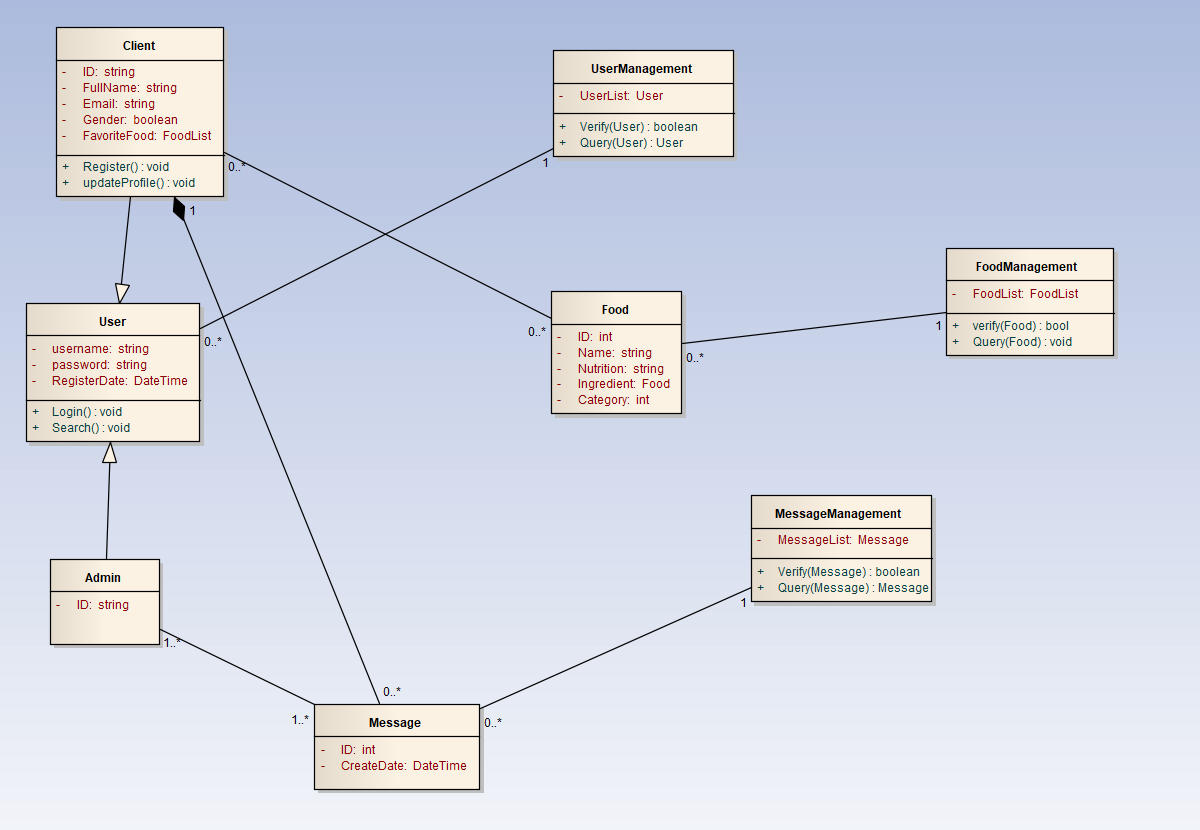 Client
- ID: string
- FullName: string
- Email: string
- Gender: boolean
- FavoriteFood: FoodList
+ Register() : void
+ updateProfile() : void
0..*
1
UserManagement
- UserList: User
+ Verify(User) : boolean
+ Query(User) : User
1
FoodManagement
- FoodList: FoodList
+ verify(Food) : bool
+ Query(Food) : void
1
User
- username: string
- password: string
- RegisterDate: DateTime
+ Login() : void
+ Search() : void
0..*
Food
- ID: int
- Name: string
- Nutrition: string
- Ingredient: Food
- Category: int
0..*
0..*
MessageManagement
- MessageList: Message
+ Verify(Message) : boolean
+ Query(Message) : Message
1
Admin
- ID: string
1..*
Message
- ID: int
- CreateDate: DateTime
1..*
0..*
0..*